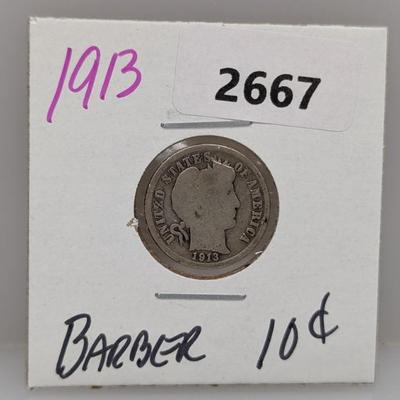 1913
2667
UNITED STATES OF AMERICA
1913
BARBER 10¢